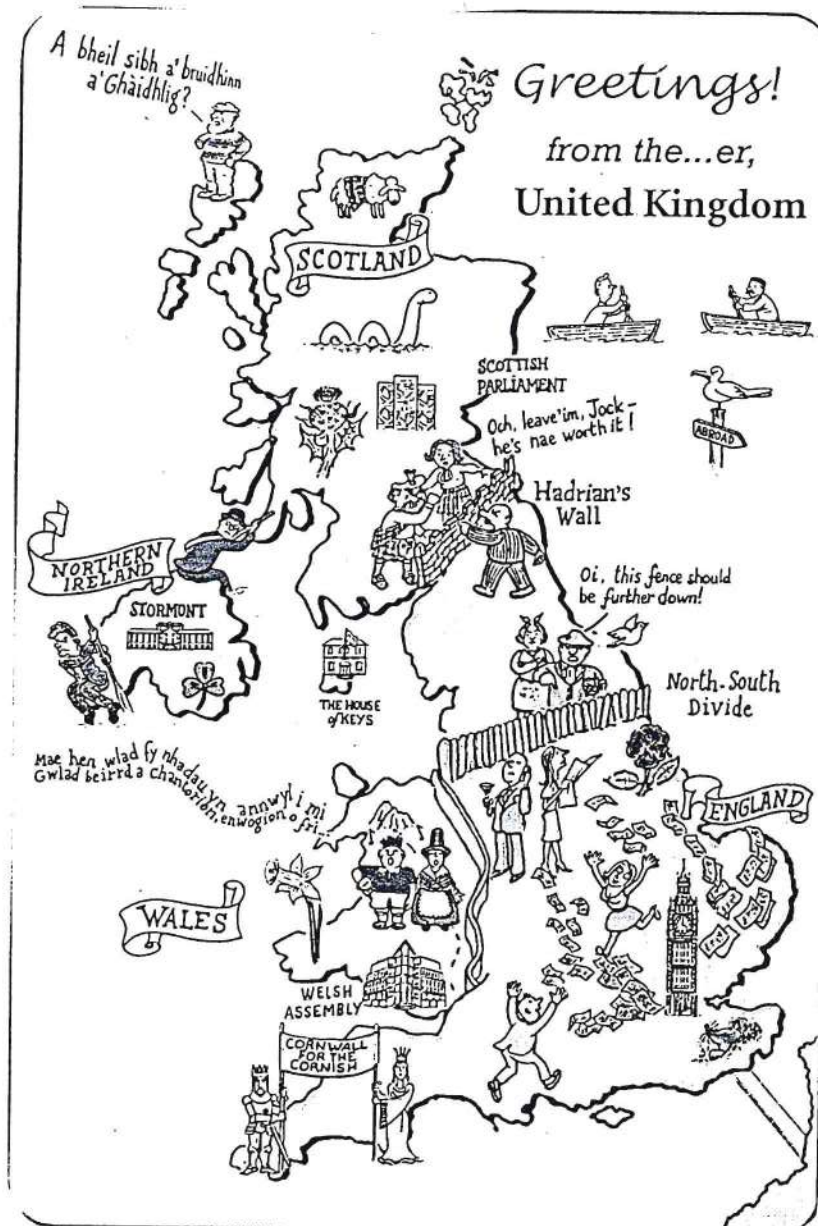 A bheil sibh a' bruidhinn
a' Ghàidhlig?
Greetings!
from the...er,
United Kingdom
SCOTLAND
SCOTTISH
PARLIAMENT
Och, leave 'im, Jock –
he's nae worth it!
ABROAD
Hadrian's
Wall
NORTHERN
IRELAND
STORMONT
Oi, this fence should
be further down!
THE HOUSE
of KEYS
North-South
Divide
Mae hen wlad fy nhadau yn annwyl i mi
Gwlad beirrd a chantorion, enwogion o fri...
ENGLAND
WALES
WELSH
ASSEMBLY
CORNWALL
FOR THE
CORNISH